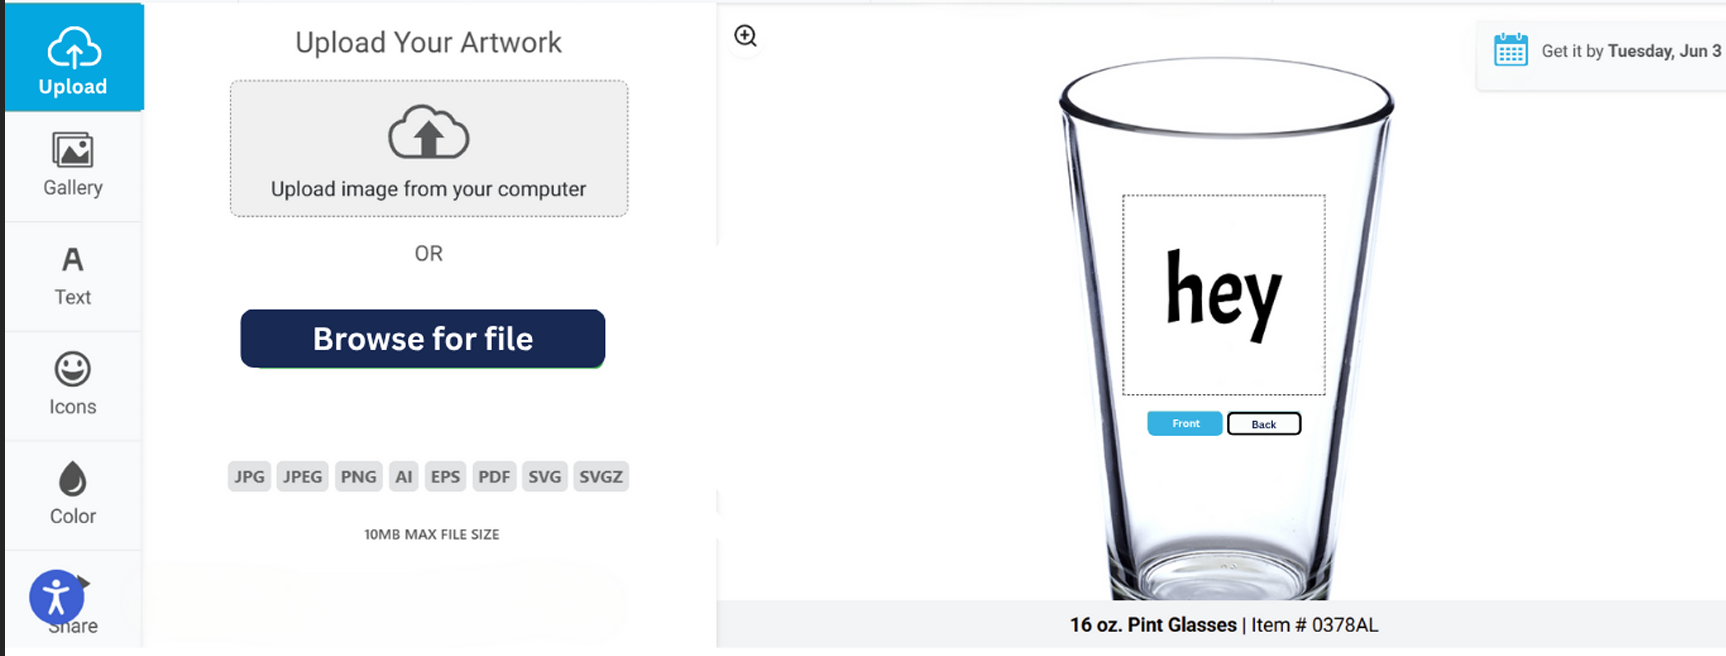 Upload
Gallery
Text
Icons
Color
Share
Upload Your Artwork
Upload image from your computer
OR
Browse for file
JPG JPEG PNG AI EPS PDF SVG SVGZ
10MB MAX FILE SIZE
Get it by Tuesday, Jun 3
hey
Front Back
16 oz. Pint Glasses | Item # 0378AL